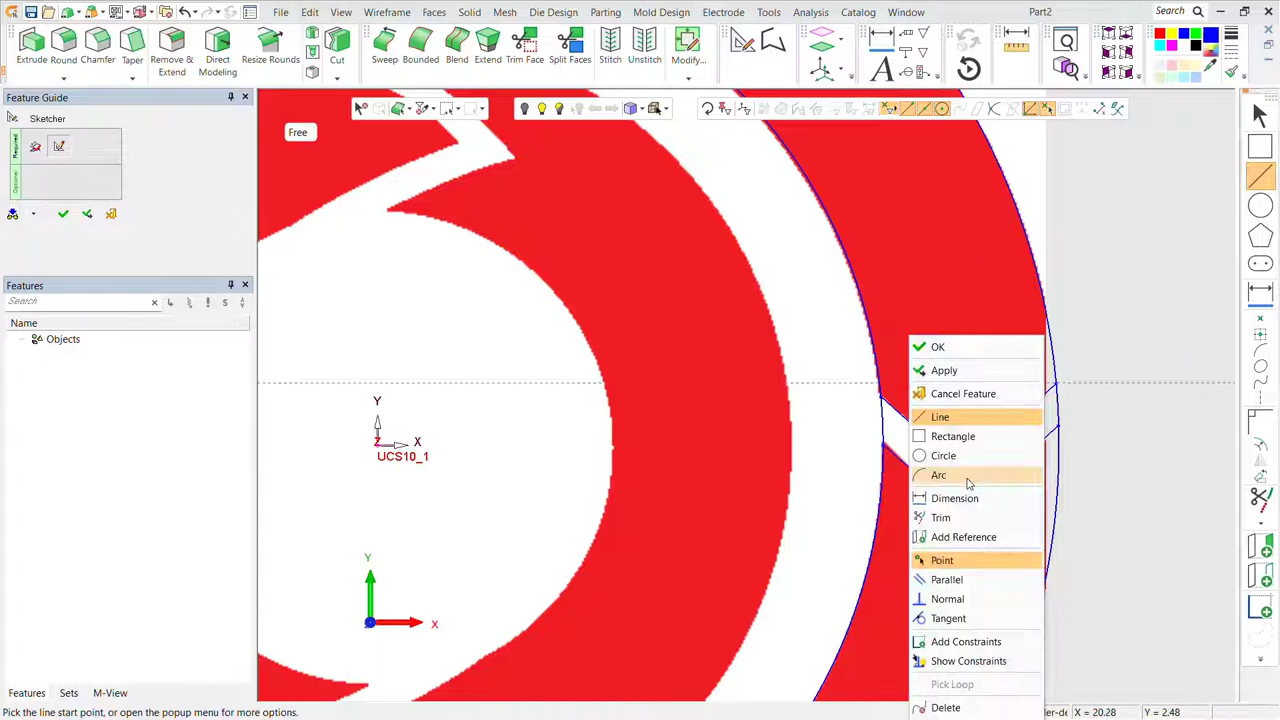 File Edit View Wireframe Faces Solid Mesh Die Design Parting Mold Design Electrode Tools Analysis Catalog Window Part2 Search
Extrude Round Chamfer Taper Remove & Extend Direct Modeling Resize Rounds Cut Sweep Blend Extend Split Faces Stitch Unstitch Modify...
Feature Guide
Sketcher
Required
Free
Features
Search
Name
Objects
Y
X
Z
UCS10_1
Y
X
OK
Apply
Cancel Feature
Line
Rectangle
Circle
Arc
Dimension
Trim
Add Reference
Point
Parallel
Normal
Tangent
Add Constraints
Show Constraints
Pick Loop
Delete
Features Sets M-View
Pick the line start point, or open the popup menu for more options. X = 20.28 Y = 2.48